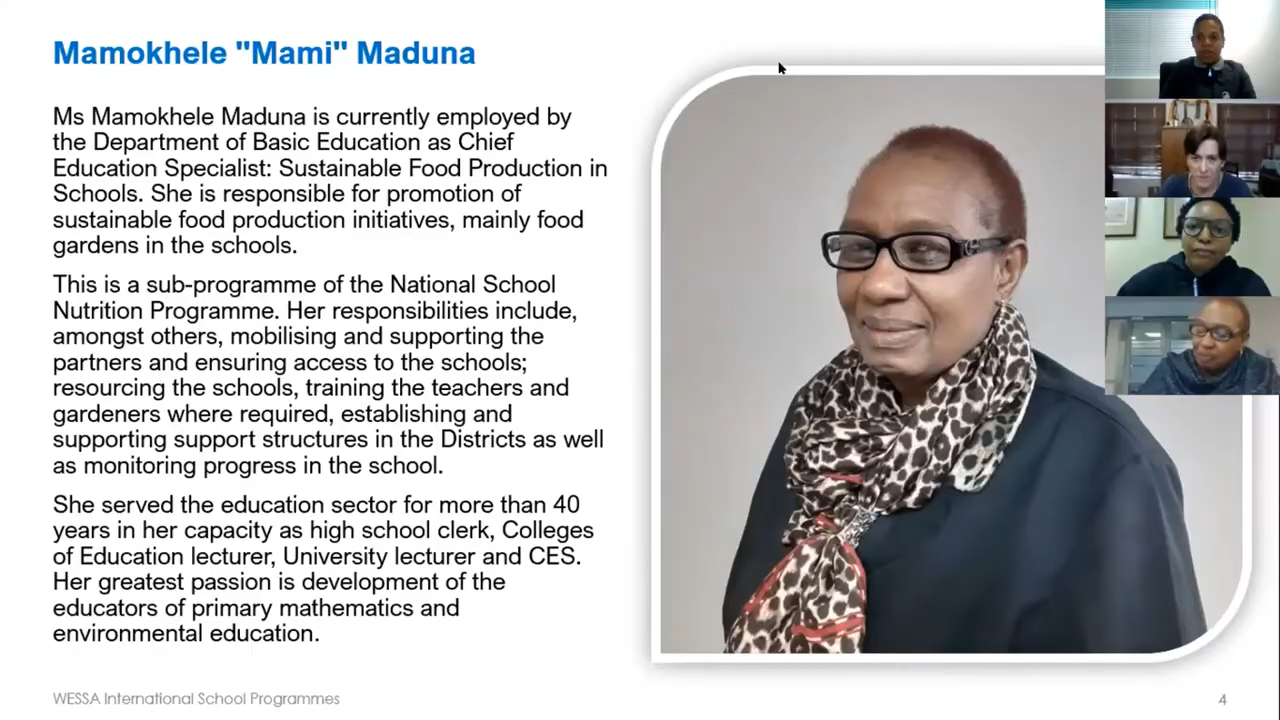 Mamokhele "Mami" Maduna
Ms Mamokhele Maduna is currently employed by
the Department of Basic Education as Chief
Education Specialist: Sustainable Food Production in
Schools. She is responsible for promotion of
sustainable food production initiatives, mainly food
gardens in the schools.
This is a sub-programme of the National School
Nutrition Programme. Her responsibilities include,
amongst others, mobilising and supporting the
partners and ensuring access to the schools;
resourcing the schools, training the teachers and
gardeners where required, establishing and
supporting support structures in the Districts as well
as monitoring progress in the school.
She served the education sector for more than 40
years in her capacity as high school clerk, Colleges
of Education lecturer, University lecturer and CES.
Her greatest passion is development of the
educators of primary mathematics and
environmental education.
WESSA International School Programmes
4